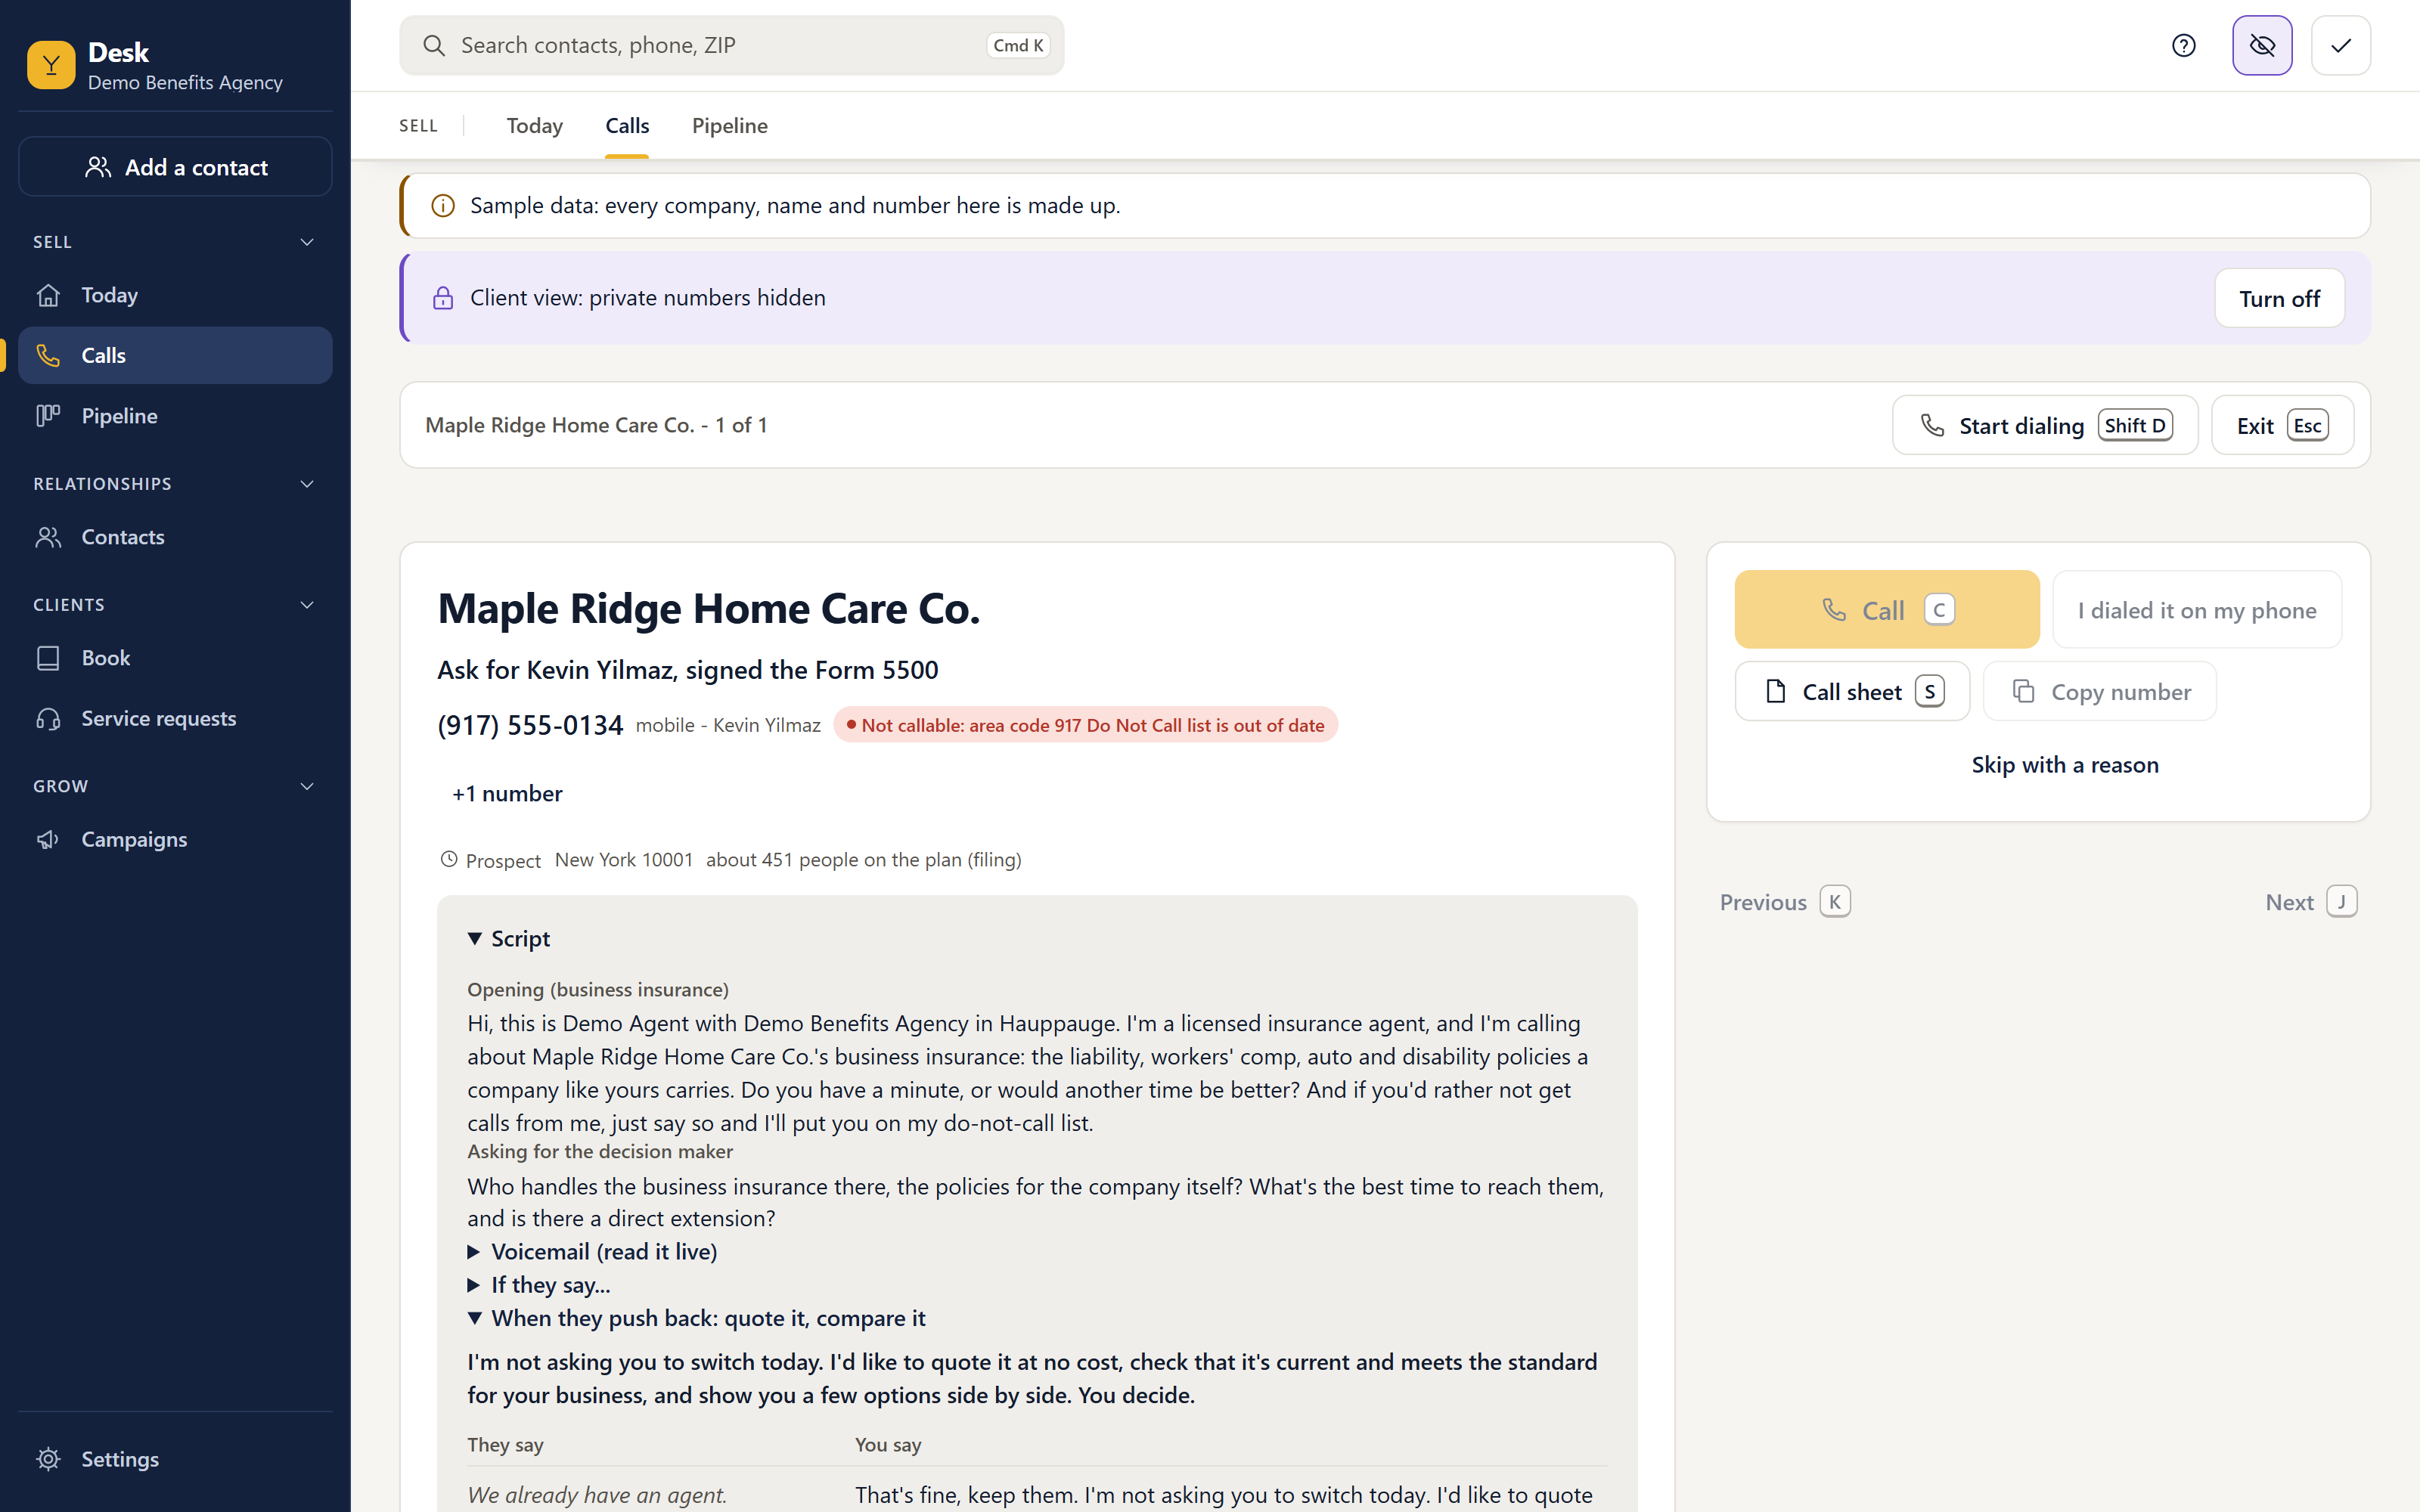 Desk
Demo Benefits Agency
Add a contact
SELL
Today
Calls
Pipeline
RELATIONSHIPS
Contacts
CLIENTS
Book
Service requests
GROW
Campaigns
Settings
Search contacts, phone, ZIP
Cmd K
SELL
Today
Calls
Pipeline
Sample data: every company, name and number here is made up.
Client view: private numbers hidden
Turn off
Maple Ridge Home Care Co. - 1 of 1
Start dialing Shift D
Exit Esc
Maple Ridge Home Care Co.
Ask for Kevin Yilmaz, signed the Form 5500
(917) 555-0134 mobile - Kevin Yilmaz Not callable: area code 917 Do Not Call list is out of date
+1 number
Prospect New York 10001 about 451 people on the plan (filing)
Script
Opening (business insurance)
Hi, this is Demo Agent with Demo Benefits Agency in Hauppauge. I'm a licensed insurance agent, and I'm calling
about Maple Ridge Home Care Co.'s business insurance: the liability, workers' comp, auto and disability policies a
company like yours carries. Do you have a minute, or would another time be better? And if you'd rather not get
calls from me, just say so and I'll put you on my do-not-call list.
Asking for the decision maker
Who handles the business insurance there, the policies for the company itself? What's the best time to reach them,
and is there a direct extension?
Voicemail (read it live)
If they say...
When they push back: quote it, compare it
I'm not asking you to switch today. I'd like to quote it at no cost, check that it's current and meets the standard
for your business, and show you a few options side by side. You decide.
They say You say
We already have an agent. That's fine, keep them. I'm not asking you to switch today. I'd like to quote
Call C
I dialed it on my phone
Call sheet S
Copy number
Skip with a reason
Previous K
Next J